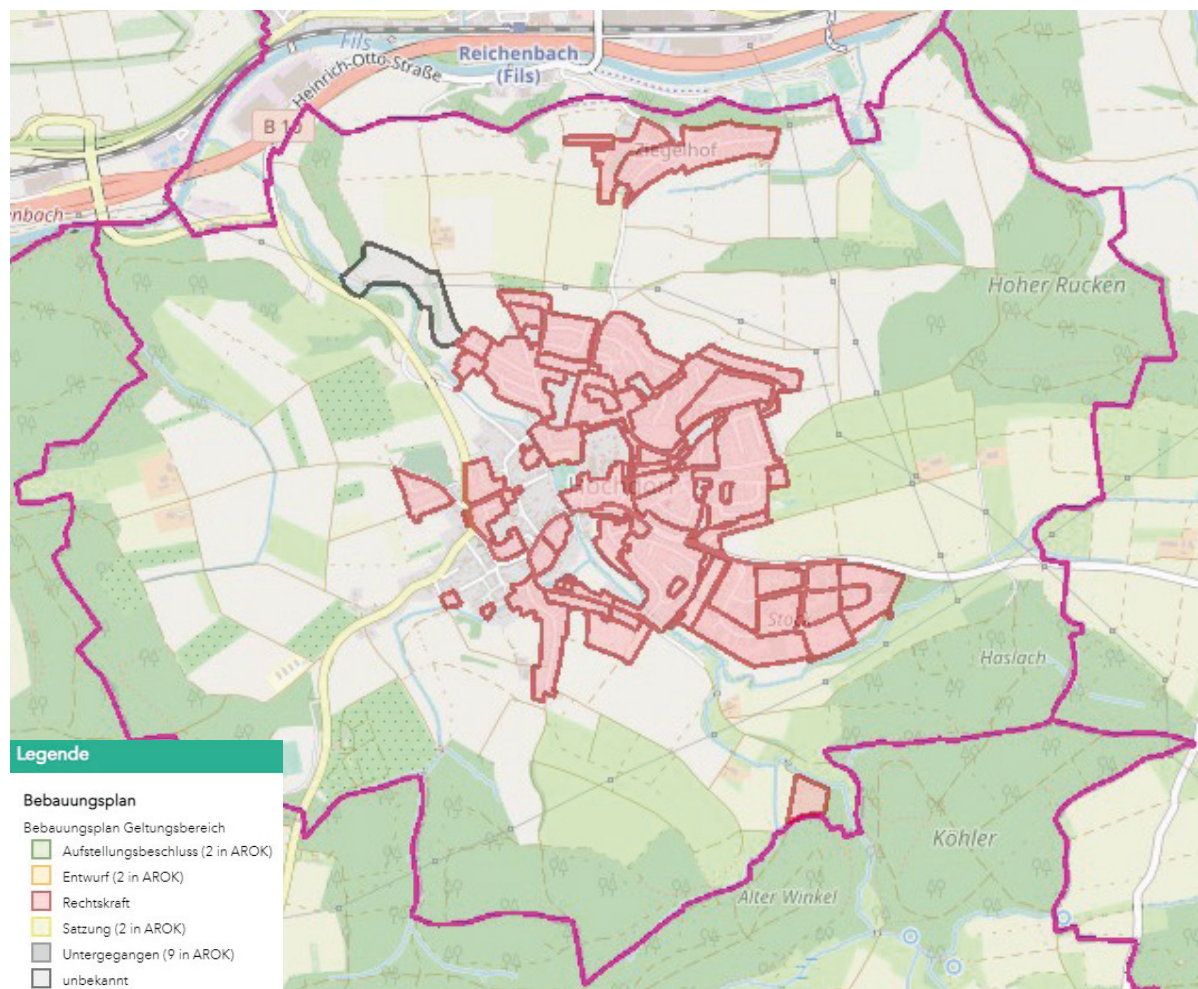 Fils
Reichenbach
(Fils)
Heinrich-Otto-Straße
B 10
Ziegelhof
nbach
Hoher Rucken
Hochdorf
Haslach
Köhler
Alter Winkel
Legende
Bebauungsplan
Bebauungsplan Geltungsbereich
Aufstellungsbeschluss (2 in AROK)
Entwurf (2 in AROK)
Rechtskraft
Satzung (2 in AROK)
Untergegangen (9 in AROK)
unbekannt